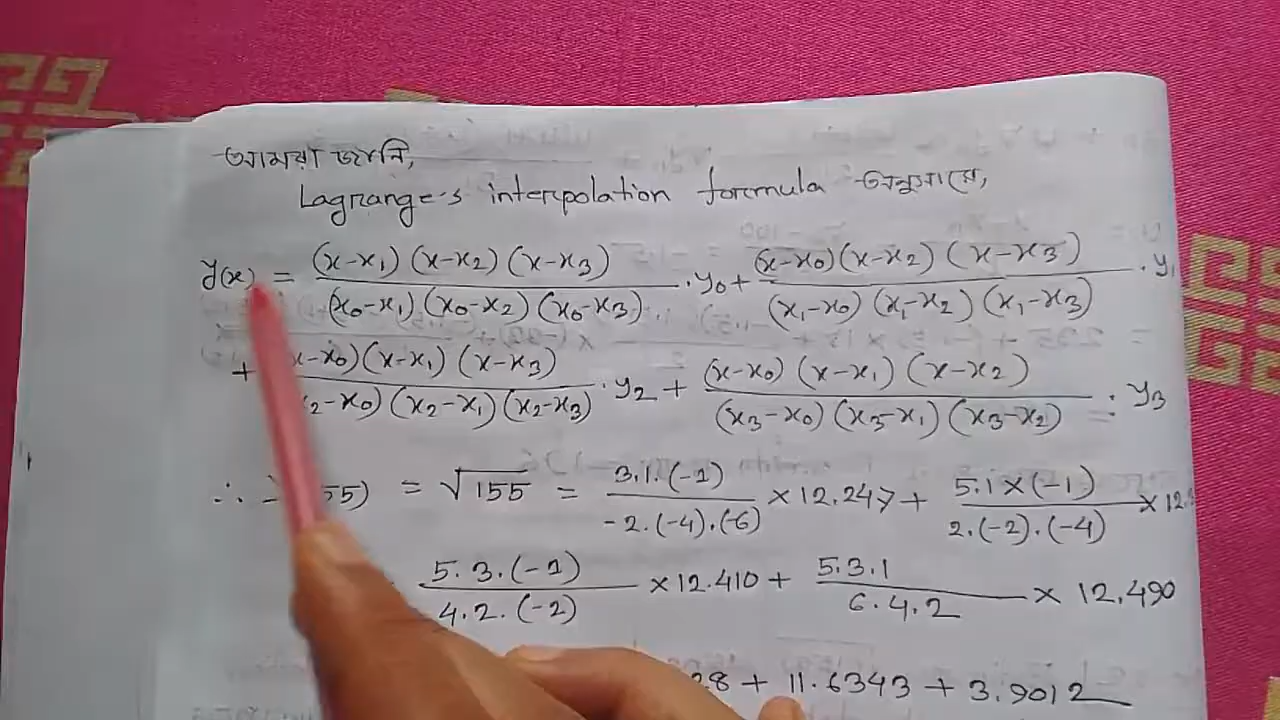 আমরা জানি,
Lagrange's interpolation formula অনুসারে,
y(x) = (x-x₁)(x-x₂)(x-x₃) / (x₀-x₁)(x₀-x₂)(x₀-x₃) · y₀ + (x-x₀)(x-x₂)(x-x₃) / (x₁-x₀)(x₁-x₂)(x₁-x₃) · y₁
+ (x-x₀)(x-x₁)(x-x₃) / (x₂-x₀)(x₂-x₁)(x₂-x₃) · y₂ + (x-x₀)(x-x₁)(x-x₂) / (x₃-x₀)(x₃-x₁)(x₃-x₂) · y₃
∴ 55) = √155 = 3.1.(-1) / -2.(-4).(-6) × 12.247 + 5.1×(-1) / 2.(-2).(-4) × 12.
5.3.(-1) / 4.2.(-2) × 12.410 + 5.3.1 / 6.4.2 × 12.490
28 + 11.6343 + 3.9012